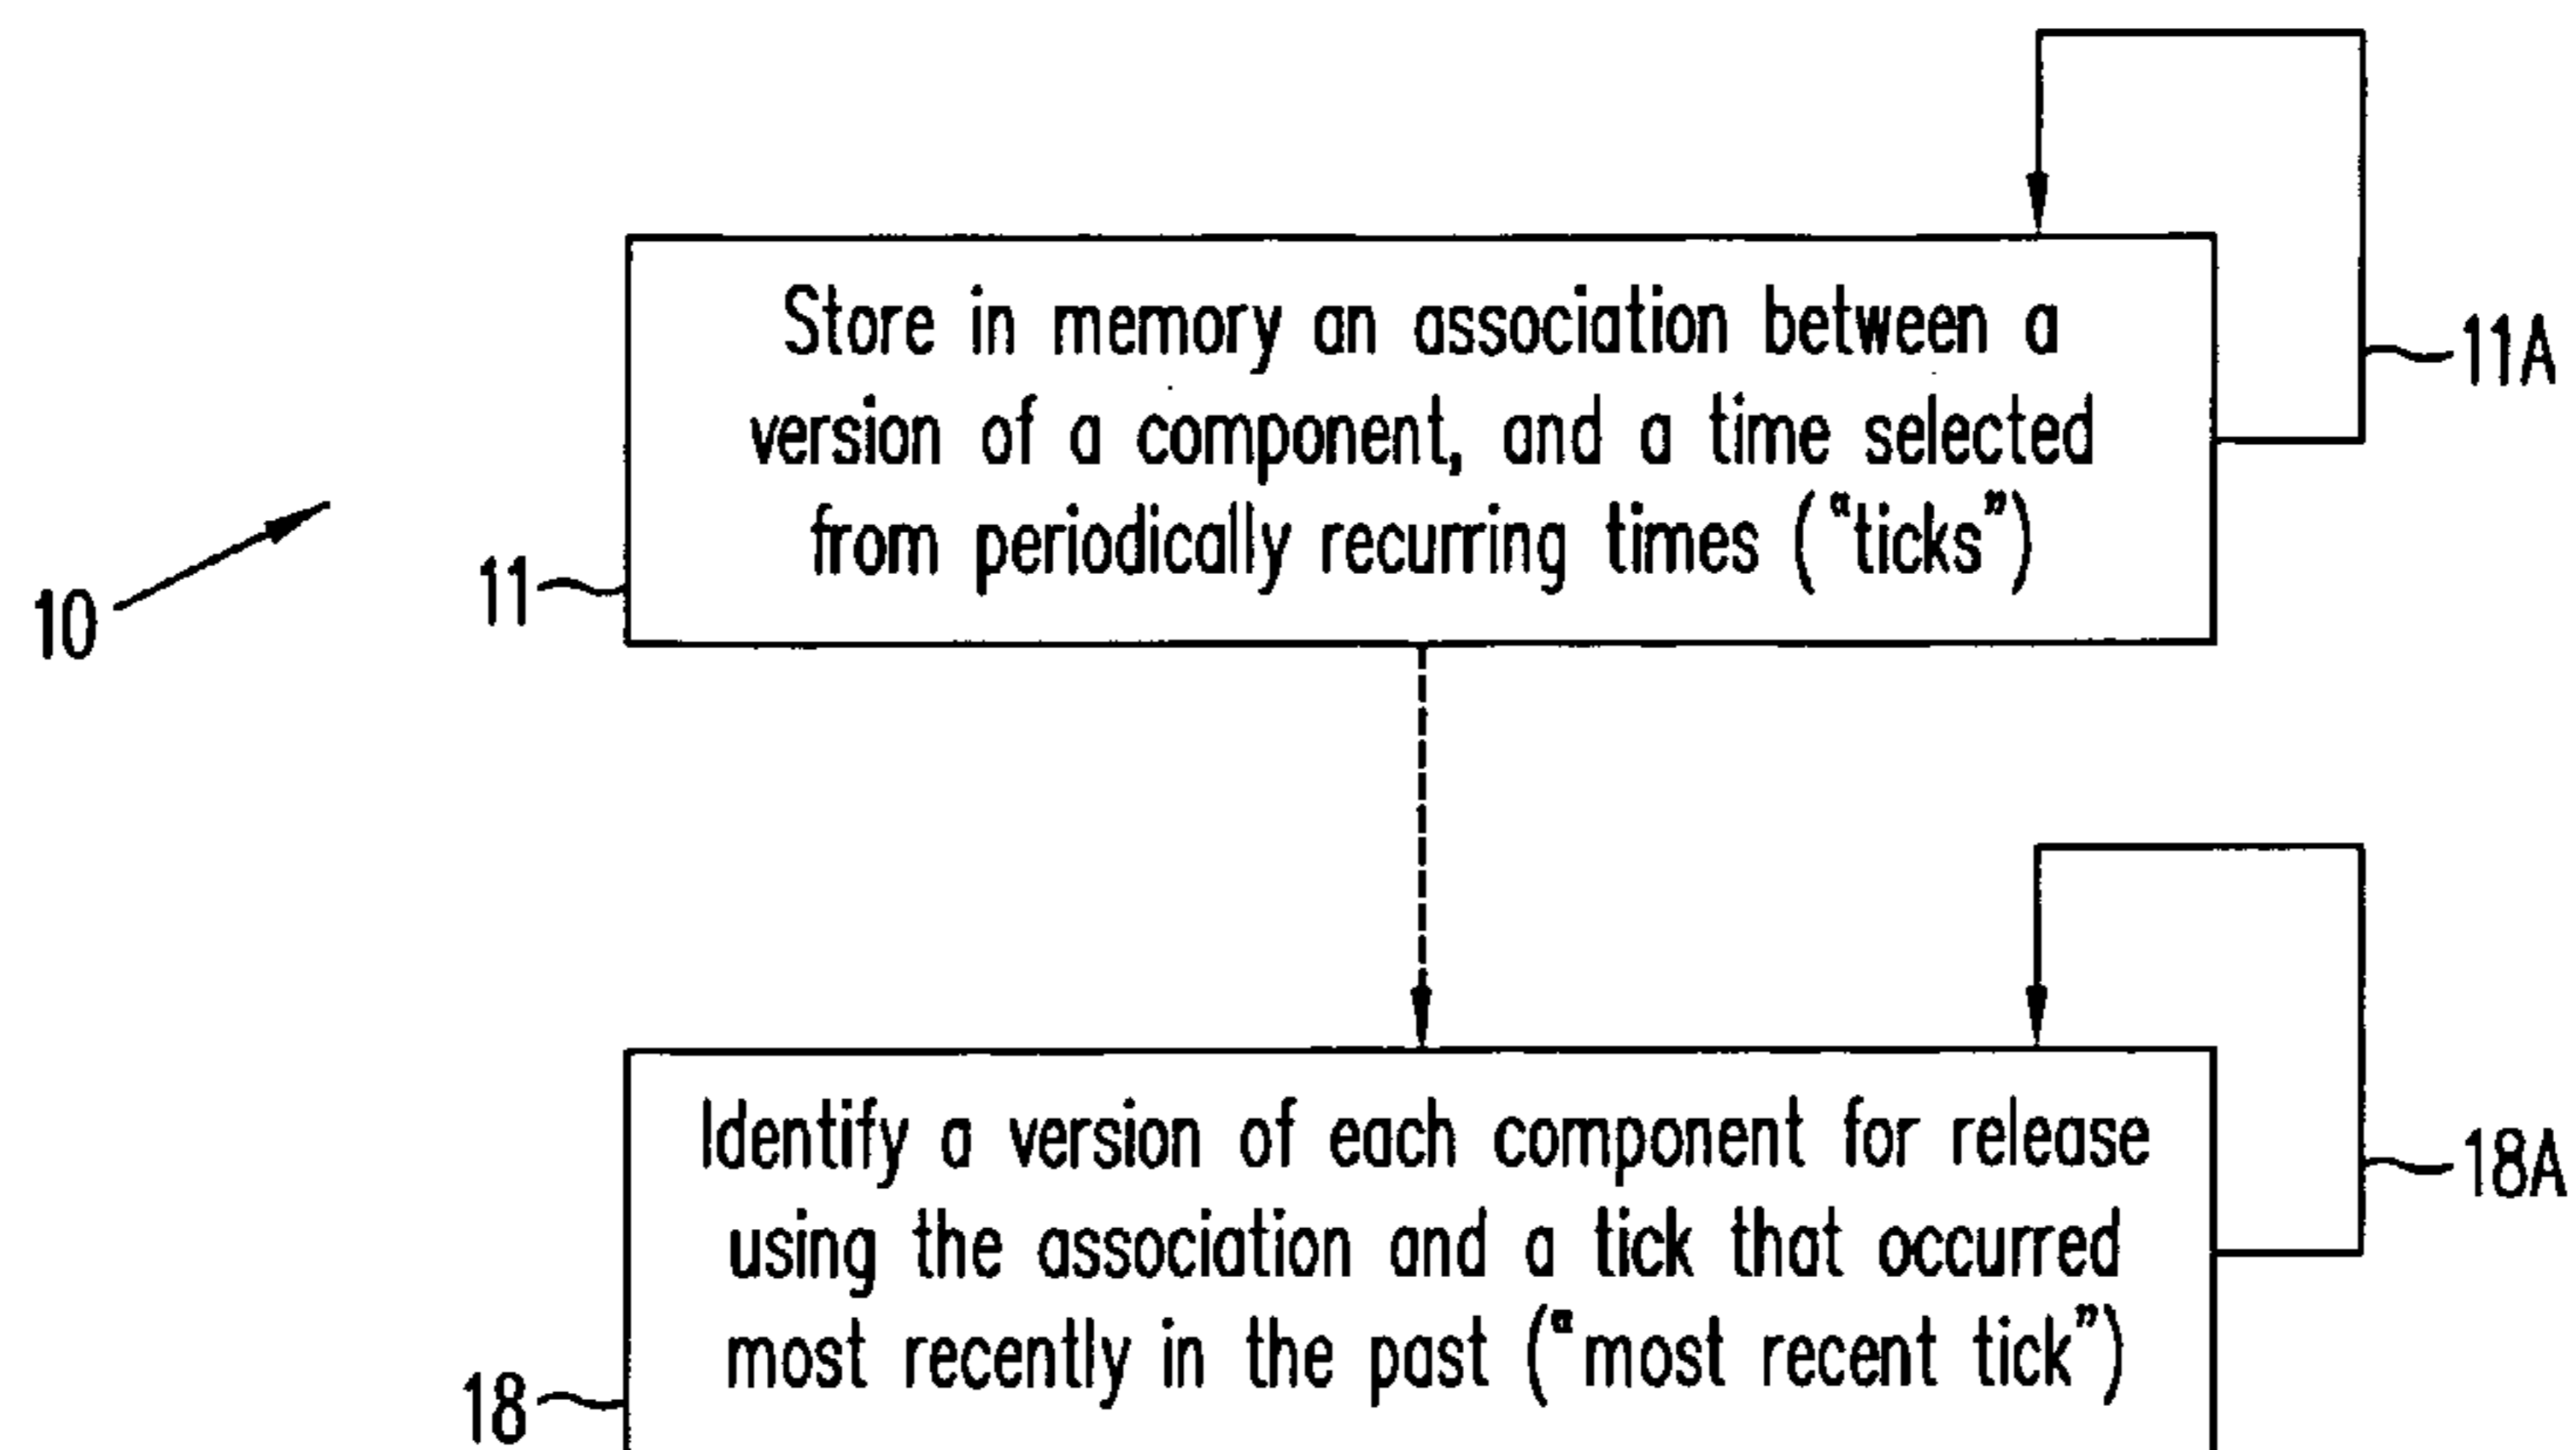 Store in memory an association between a
version of a component, and a time selected
from periodically recurring times (“ticks”)
11A
10
11
Identify a version of each component for release
using the association and a tick that occurred
most recently in the past (“most recent tick”)
18A
18